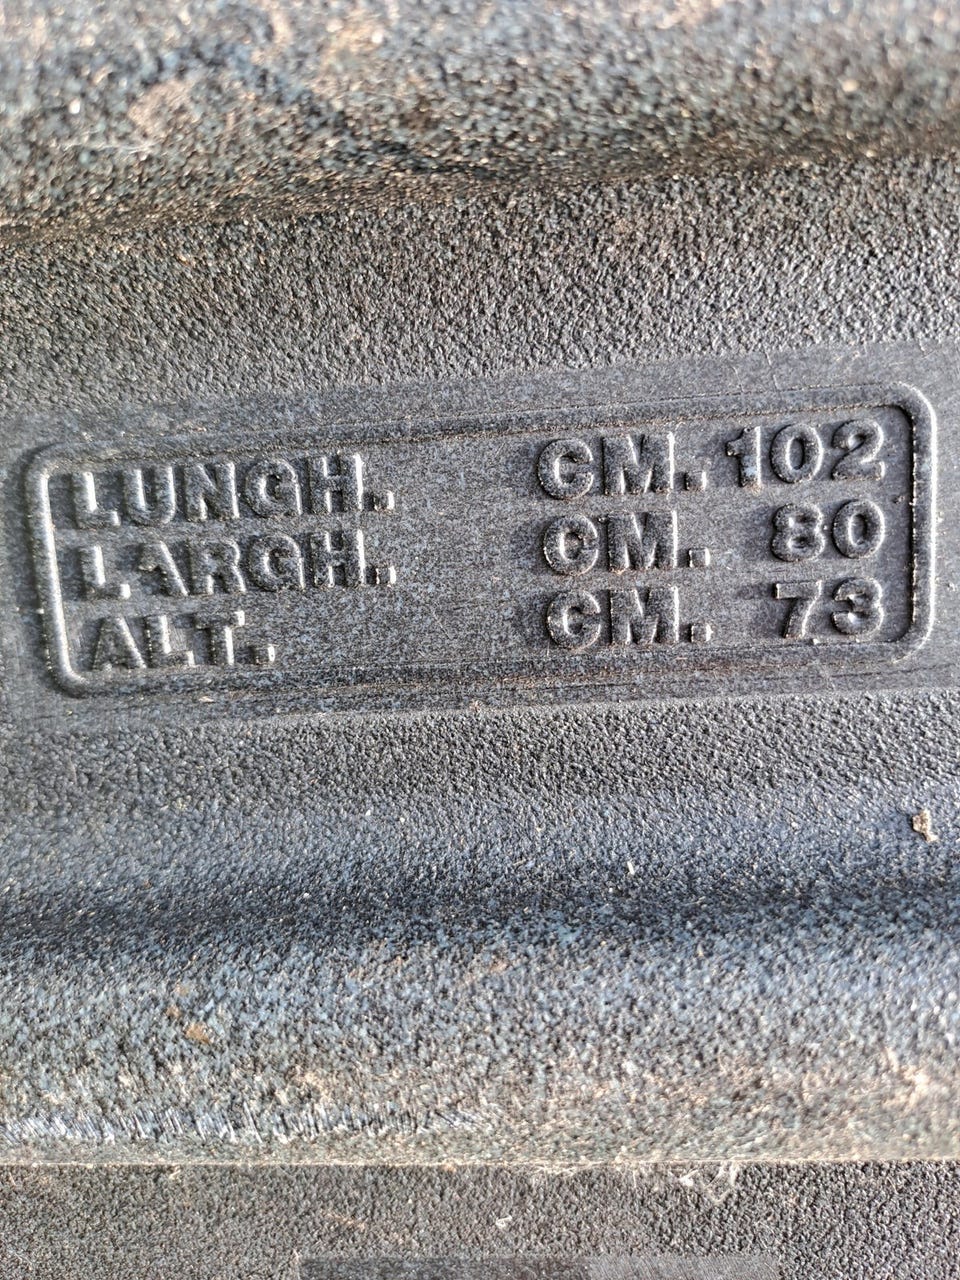 LUNGH. CM. 102
LARGH. CM. 80
ALT. CM. 73